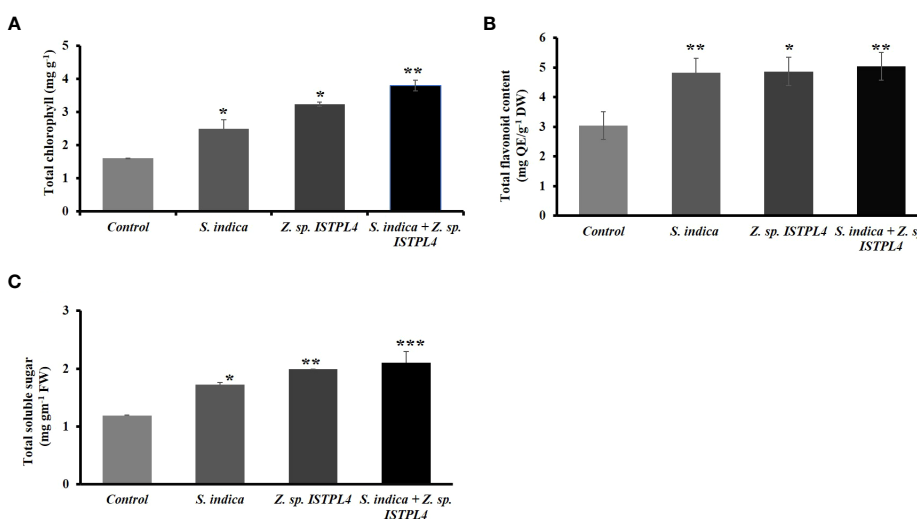 A
Total chlorophyll (mg g⁻¹)
5
4
3
2
1
0
*
*
**
Control
S. indica
Z. sp. ISTPL4
S. indica + Z. sp.
ISTPL4
B
Total flavonoid content
(mg QE/g⁻¹ DW)
6
5
4
3
2
1
0
**
*
**
Control
S. indica
Z. sp. ISTPL4
S. indica + Z. sp
ISTPL4
C
Total soluble sugar
(mg gm⁻¹ FW)
3
2
1
0
*
**
***
Control
S. indica
Z. sp. ISTPL4
S. indica + Z. sp.
ISTPL4